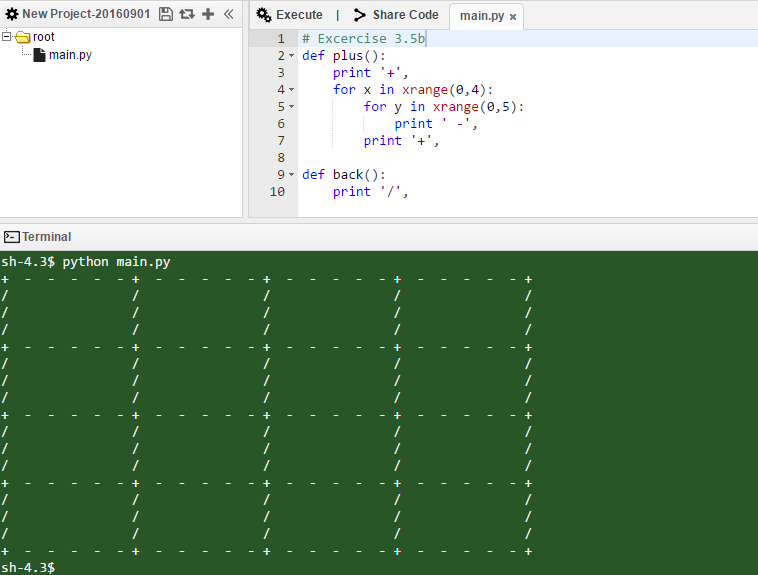 New Project-20160901
root
main.py
Execute | Share Code main.py ×
1 # Excercise 3.5b
2 def plus():
3     print '+',
4     for x in xrange(0,4):
5         for y in xrange(0,5):
6             print ' -',
7         print '+',
8
9 def back():
10     print '/',
Terminal
sh-4.3$ python main.py
+  -  -  -  -  - +  -  -  -  -  - +  -  -  -  -  - +  -  -  -  -  - +
/                /                /                /                /
/                /                /                /                /
/                /                /                /                /
+  -  -  -  -  - +  -  -  -  -  - +  -  -  -  -  - +  -  -  -  -  - +
/                /                /                /                /
/                /                /                /                /
/                /                /                /                /
+  -  -  -  -  - +  -  -  -  -  - +  -  -  -  -  - +  -  -  -  -  - +
/                /                /                /                /
/                /                /                /                /
/                /                /                /                /
+  -  -  -  -  - +  -  -  -  -  - +  -  -  -  -  - +  -  -  -  -  - +
/                /                /                /                /
/                /                /                /                /
/                /                /                /                /
+  -  -  -  -  - +  -  -  -  -  - +  -  -  -  -  - +  -  -  -  -  - +
sh-4.3$